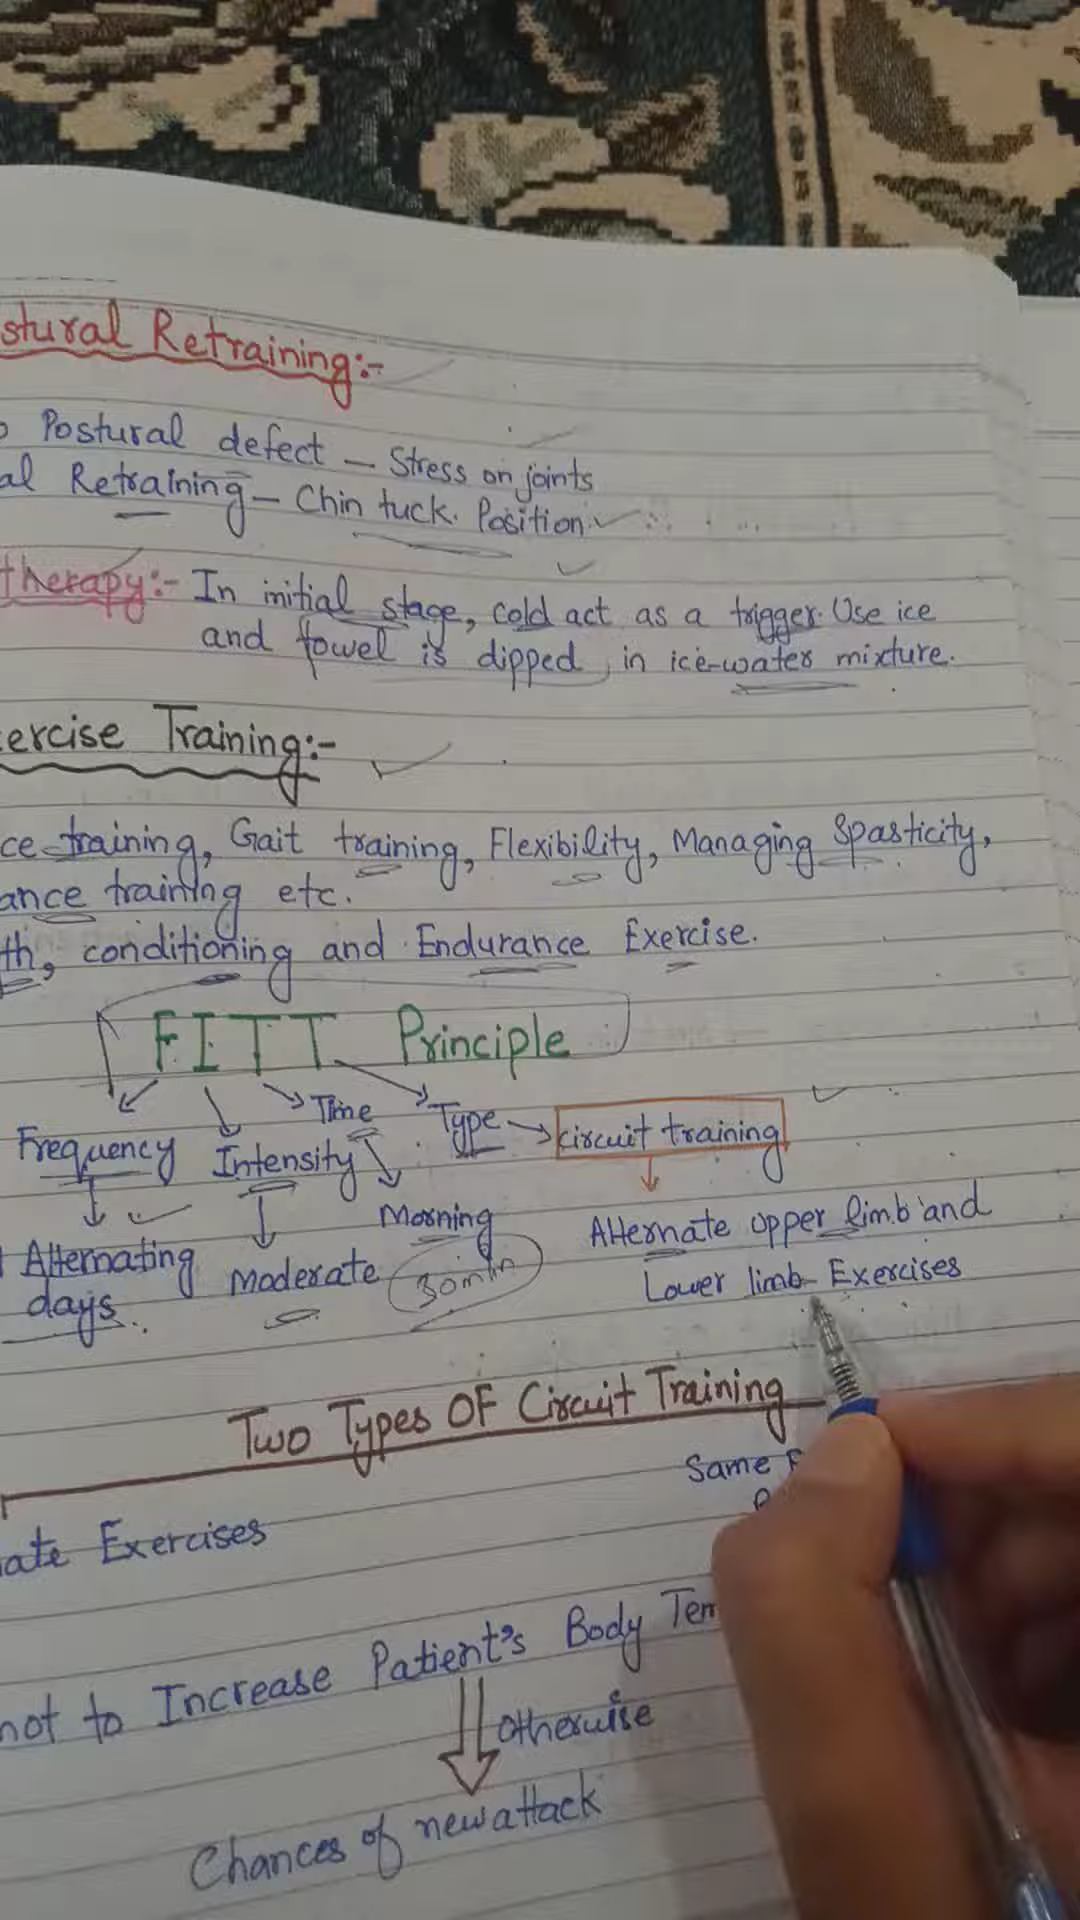 stural Retraining:-
Postural defect – Stress on joints
al Retraining – Chin tuck. Position
therapy:- In initial stage, cold act as a trigger. Use ice
and towel is dipped in ice-water mixture.
ercise Training:-
ce training, Gait training, Flexibility, Managing Spasticity,
ance training etc.
th, conditioning and Endurance Exercise.
FITT Principle
Frequency Intensity Time Type circuit training
Alternating days
Moderate
Morning
30min
Alternate upper limb and
Lower limb Exercises
Two Types OF Circuit Training
Same
ate Exercises
not to Increase Patient's Body Tem
otherwise
Chances of new attack